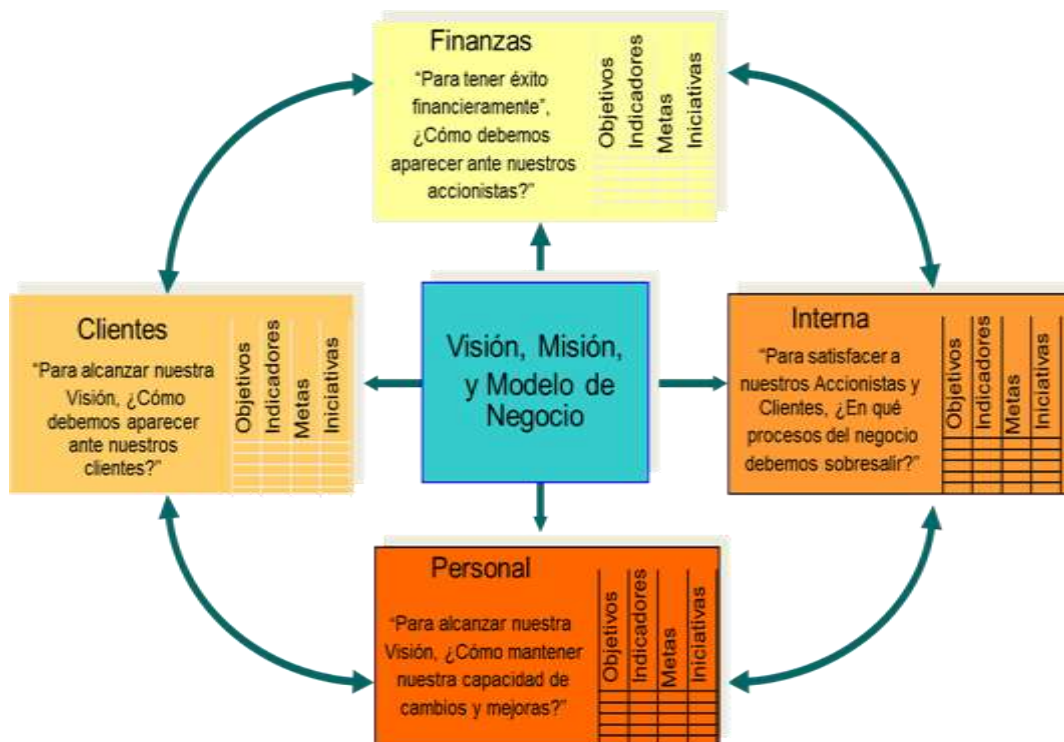 Finanzas
“Para tener éxito
financieramente”,
¿Cómo debemos
aparecer ante nuestros
accionistas?”
Objetivos
Indicadores
Metas
Iniciativas
Clientes
“Para alcanzar nuestra
Visión, ¿Cómo
debemos aparecer
ante nuestros
clientes?”
Objetivos
Indicadores
Metas
Iniciativas
Visión, Misión,
y Modelo de
Negocio
Interna
“Para satisfacer a
nuestros Accionistas y
Clientes, ¿En qué
procesos del negocio
debemos sobresalir?”
Objetivos
Indicadores
Metas
Iniciativas
Personal
“Para alcanzar nuestra
Visión, ¿Cómo mantener
nuestra capacidad de
cambios y mejoras?”
Objetivos
Indicadores
Metas
Iniciativas